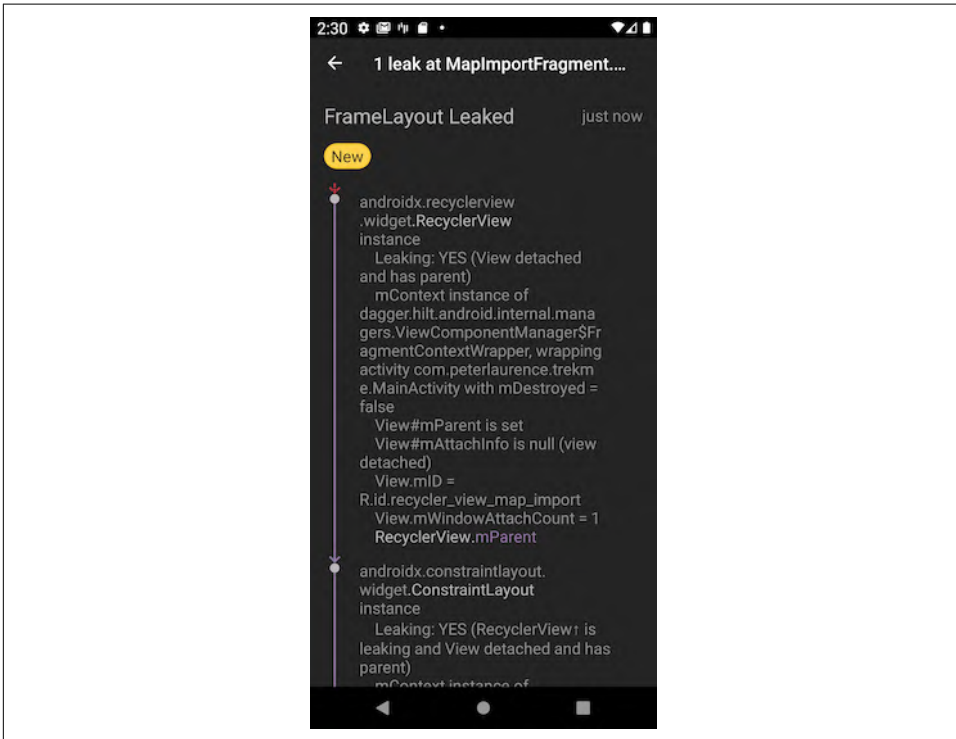 2:30
1 leak at MapImportFragment....
FrameLayout Leaked just now
New
androidx.recyclerview
.widget.RecyclerView
instance
Leaking: YES (View detached
and has parent)
mContext instance of
dagger.hilt.android.internal.mana
gers.ViewComponentManager$Fr
agmentContextWrapper, wrapping
activity com.peterlaurence.trekm
e.MainActivity with mDestroyed =
false
View#mParent is set
View#mAttachInfo is null (view
detached)
View.mID =
R.id.recycler_view_map_import
View.mWindowAttachCount = 1
RecyclerView.mParent
androidx.constraintlayout.
widget.ConstraintLayout
instance
Leaking: YES (RecyclerView↑ is
leaking and View detached and has
parent)
mContext instance of